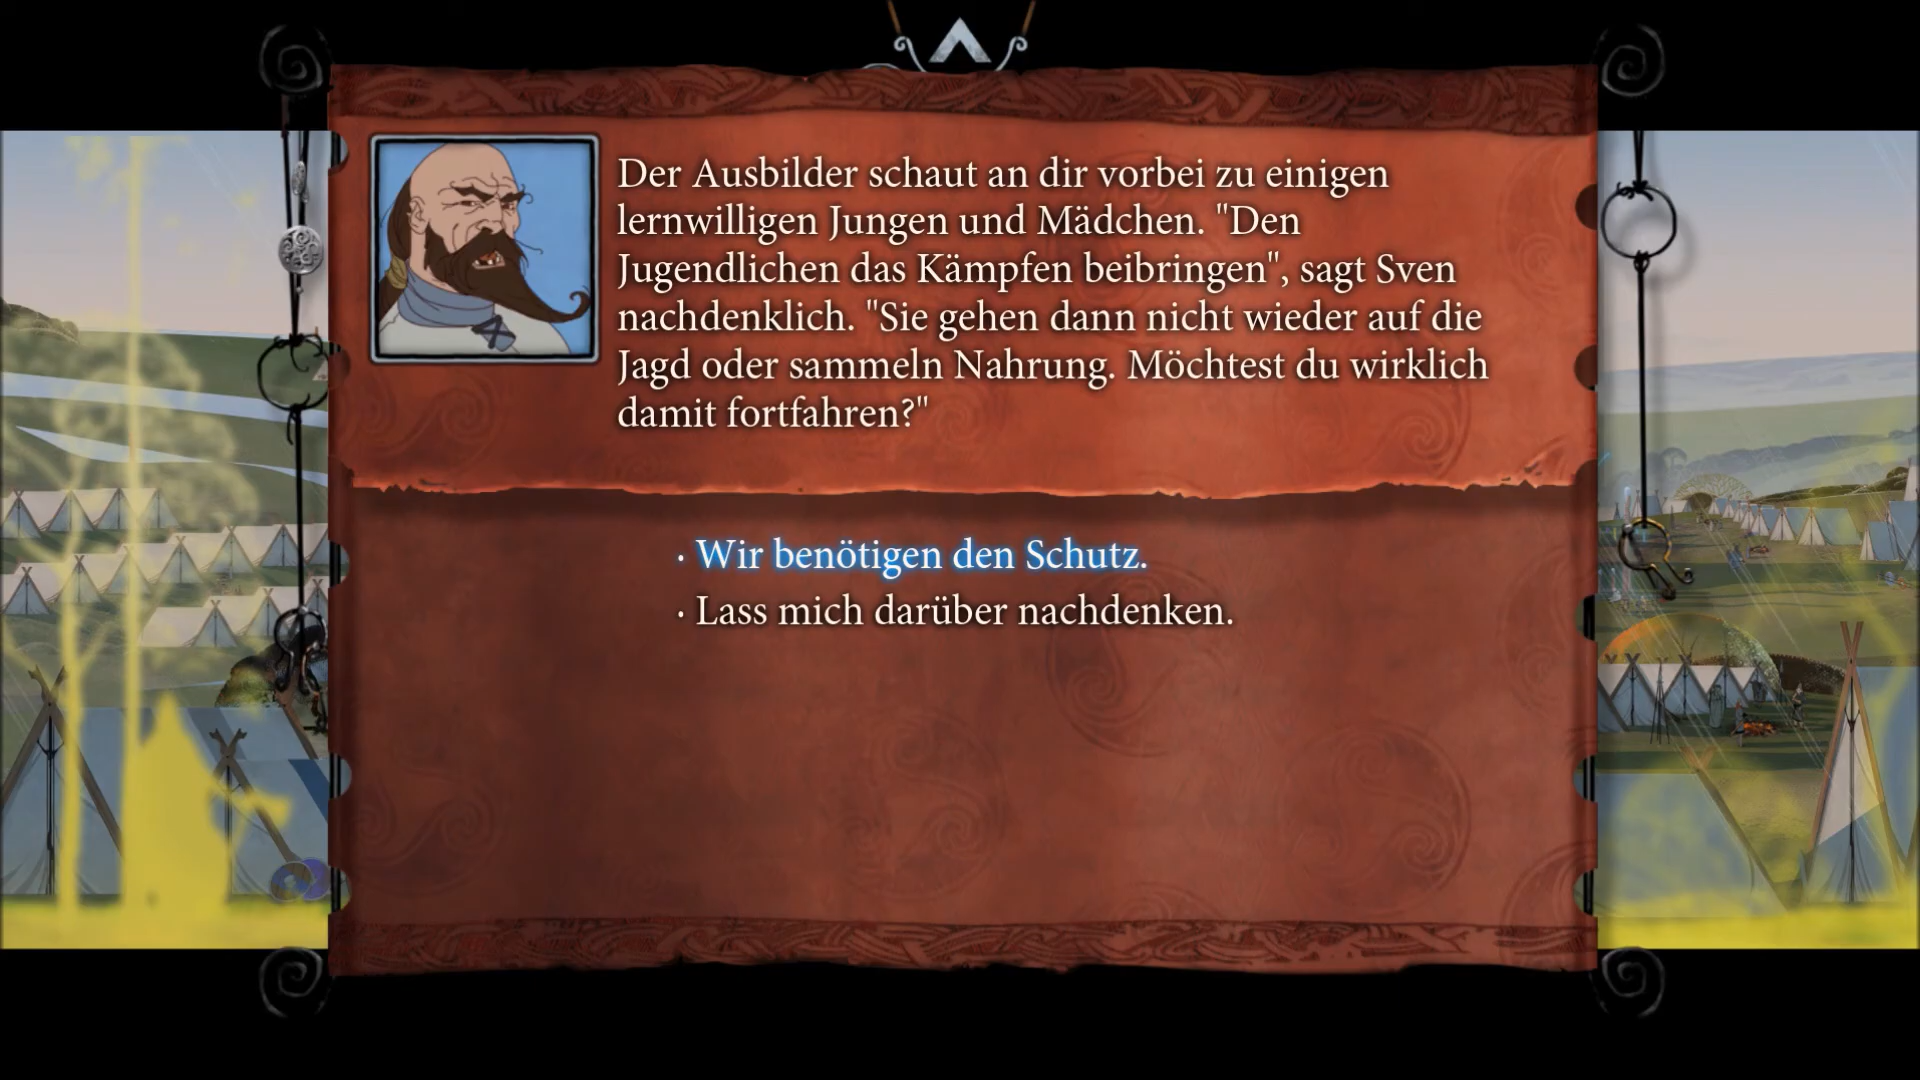 Der Ausbilder schaut an dir vorbei zu einigen
lernwilligen Jungen und Mädchen. "Den
Jugendlichen das Kämpfen beibringen", sagt Sven
nachdenklich. "Sie gehen dann nicht wieder auf die
Jagd oder sammeln Nahrung. Möchtest du wirklich
damit fortfahren?"
· Wir benötigen den Schutz.
· Lass mich darüber nachdenken.